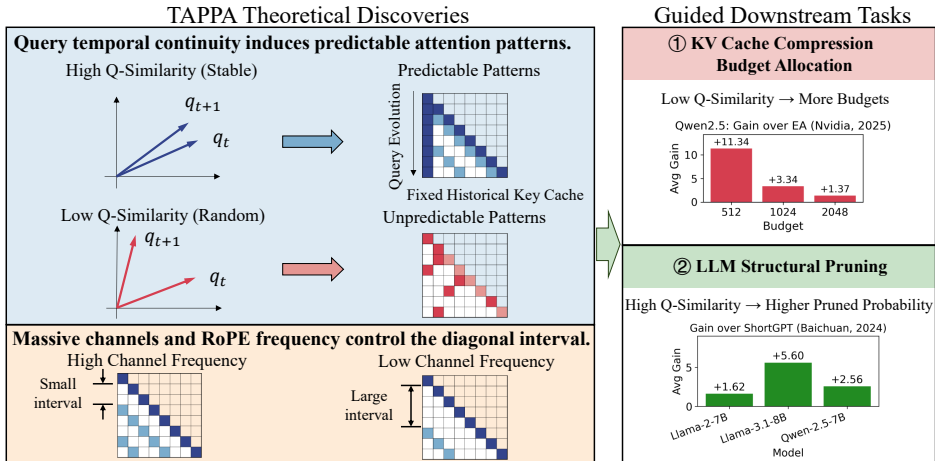 TAPPA Theoretical Discoveries
Query temporal continuity induces predictable attention patterns.
High Q-Similarity (Stable)
q_{t+1}
q_t
Predictable Patterns
Query Evolution
Fixed Historical Key Cache
Low Q-Similarity (Random)
q_{t+1}
q_t
Unpredictable Patterns
Massive channels and RoPE frequency control the diagonal interval.
High Channel Frequency
Small
interval
Low Channel Frequency
Large
interval
Guided Downstream Tasks
① KV Cache Compression
Budget Allocation
Low Q-Similarity → More Budgets
Qwen2.5: Gain over EA (Nvidia, 2025)
Avg Gain
10
5
0
+11.34
+3.34
+1.37
512
1024
2048
Budget
② LLM Structural Pruning
High Q-Similarity → Higher Pruned Probability
Gain over ShortGPT (Baichuan, 2024)
Avg Gain
5
0
+1.62
+5.60
+2.56
Llama-2-7B
Llama-3.1-8B
Qwen-2.5-7B
Model